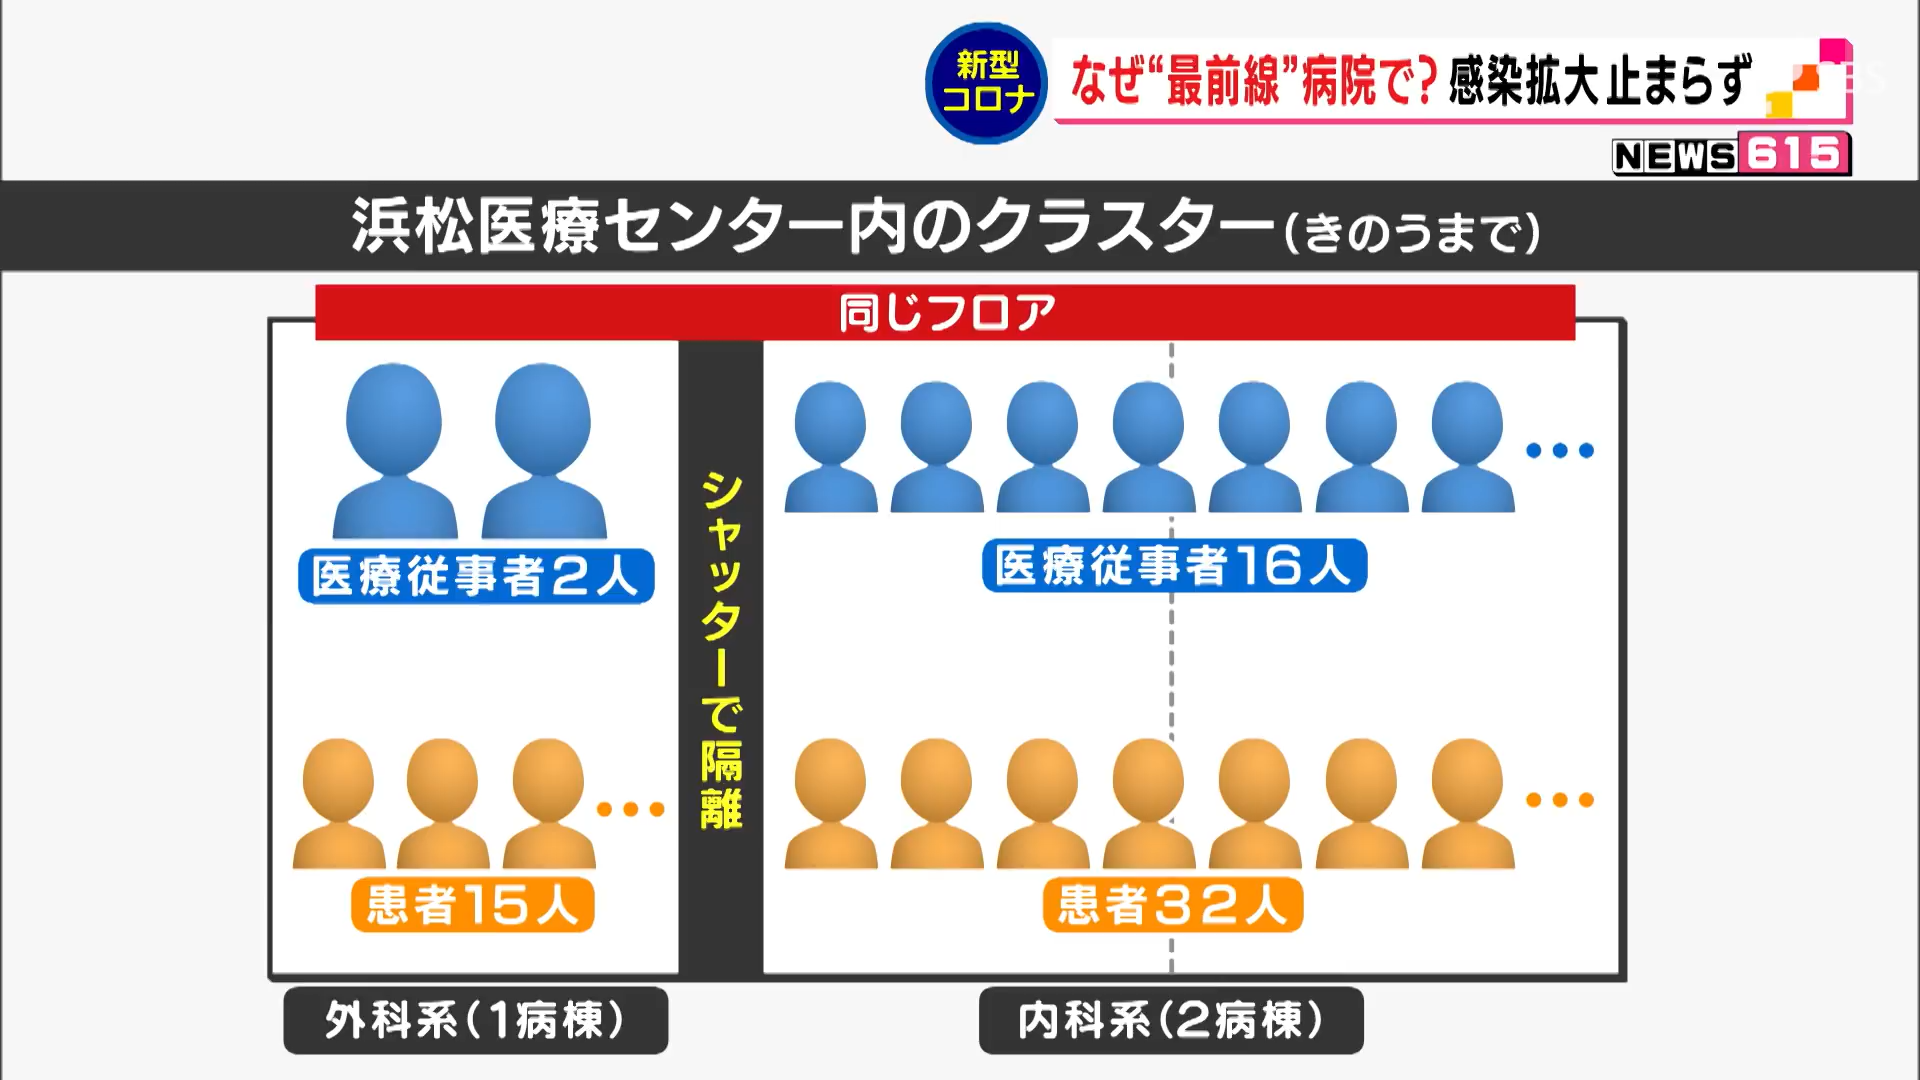 新型
コロナ
なぜ“最前線”病院で?感染拡大止まらず
NEWS 615
浜松医療センター内のクラスター(きのうまで)
同じフロア
医療従事者2人
医療従事者16人
シャッターで隔離
患者15人
患者32人
外科系(1病棟)
内科系(2病棟)